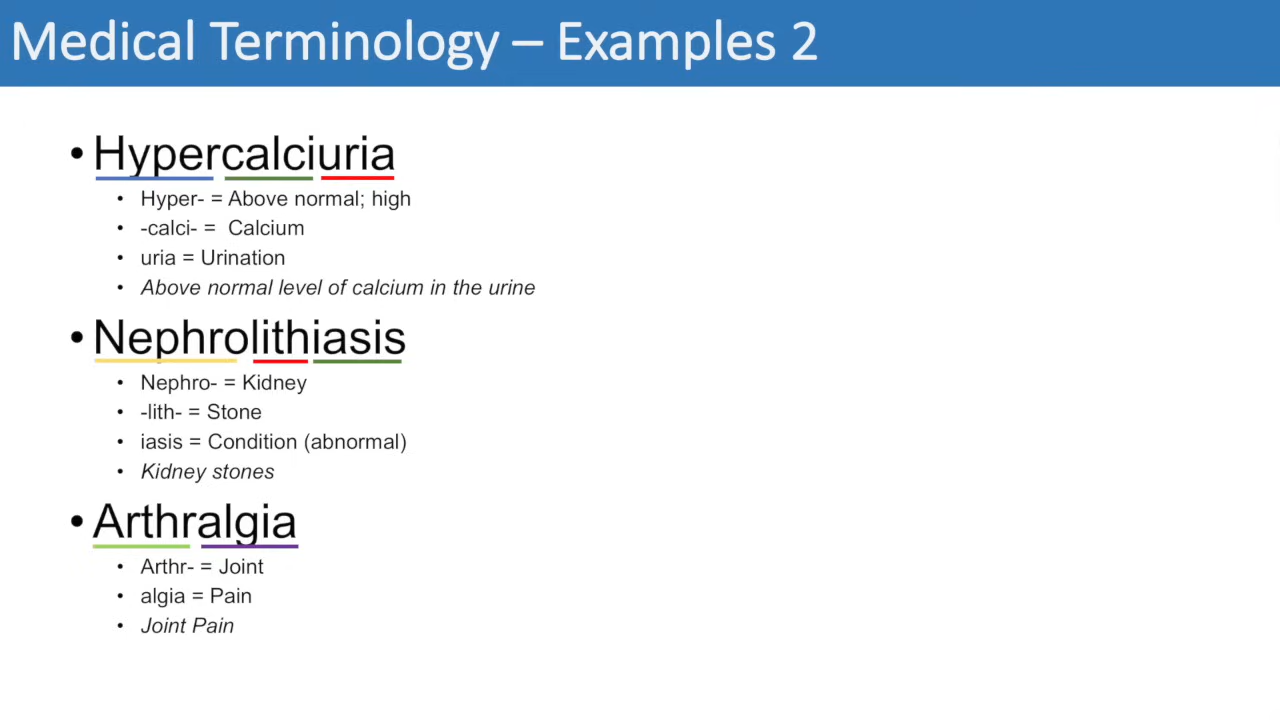 Medical Terminology – Examples 2
• Hypercalciuria
• Hyper- = Above normal; high
• -calci- = Calcium
• uria = Urination
• Above normal level of calcium in the urine
• Nephrolithiasis
• Nephro- = Kidney
• -lith- = Stone
• iasis = Condition (abnormal)
• Kidney stones
• Arthralgia
• Arthr- = Joint
• algia = Pain
• Joint Pain